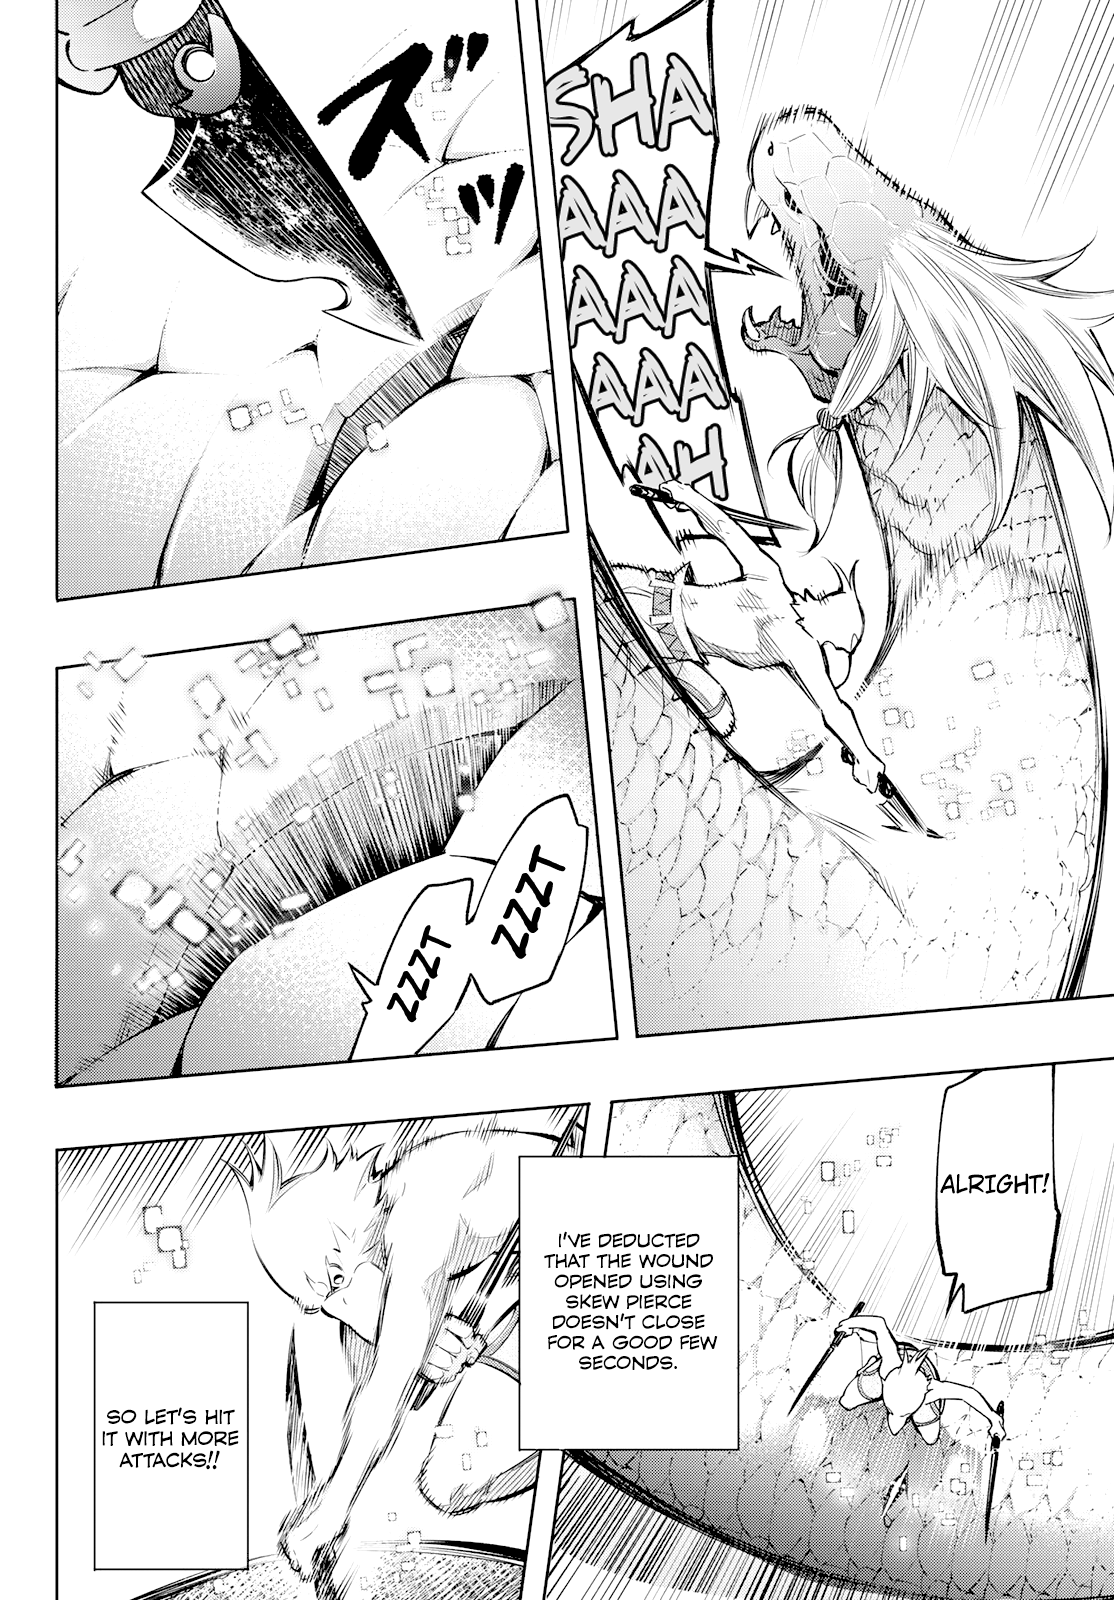 SHA
AAA
AAA
AAA
AH
ズッ
ZZZT
ZZZT
ALRIGHT!
I'VE DEDUCTED
THAT THE WOUND
OPENED USING
SKEW PIERCE
DOESN'T CLOSE
FOR A GOOD FEW
SECONDS.
SO LET'S HIT
IT WITH MORE
ATTACKS!!